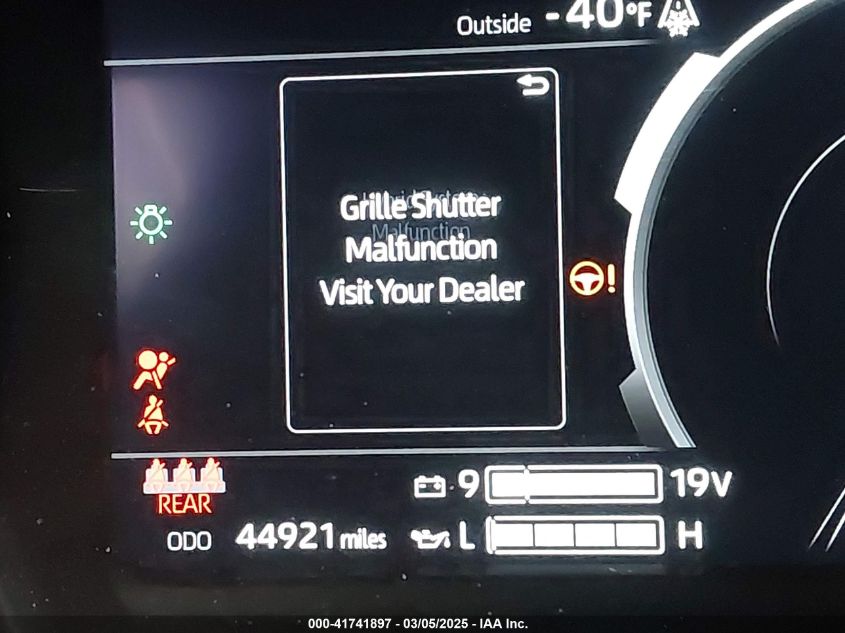 Outside -40°F
Grille Shutter
Malfunction
Visit Your Dealer
REAR
9 19V
ODO 44921 miles L H
000-41741897 - 03/05/2025 - IAA Inc.